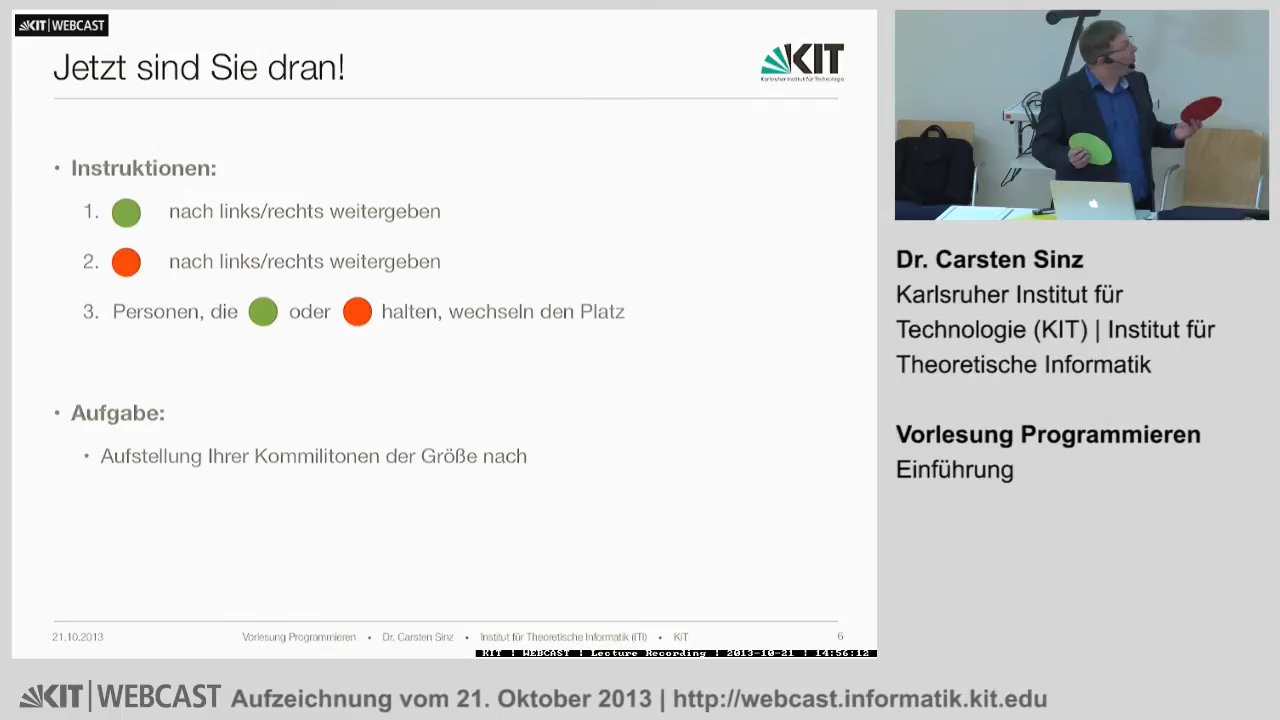 KIT | WEBCAST
Jetzt sind Sie dran!
KIT
Karlsruher Institut für Technologie
• Instruktionen:
1. nach links/rechts weitergeben
2. nach links/rechts weitergeben
3. Personen, die oder halten, wechseln den Platz
• Aufgabe:
• Aufstellung Ihrer Kommilitonen der Größe nach
21.10.2013 Vorlesung Programmieren • Dr. Carsten Sinz • Institut für Theoretische Informatik (ITI) • KIT 6
KIT | WEBCAST | Lecture Recording | 2013-10-21 | 14:56:12
Dr. Carsten Sinz
Karlsruher Institut für
Technologie (KIT) | Institut für
Theoretische Informatik
Vorlesung Programmieren
Einführung
KIT | WEBCAST Aufzeichnung vom 21. Oktober 2013 | http://webcast.informatik.kit.edu